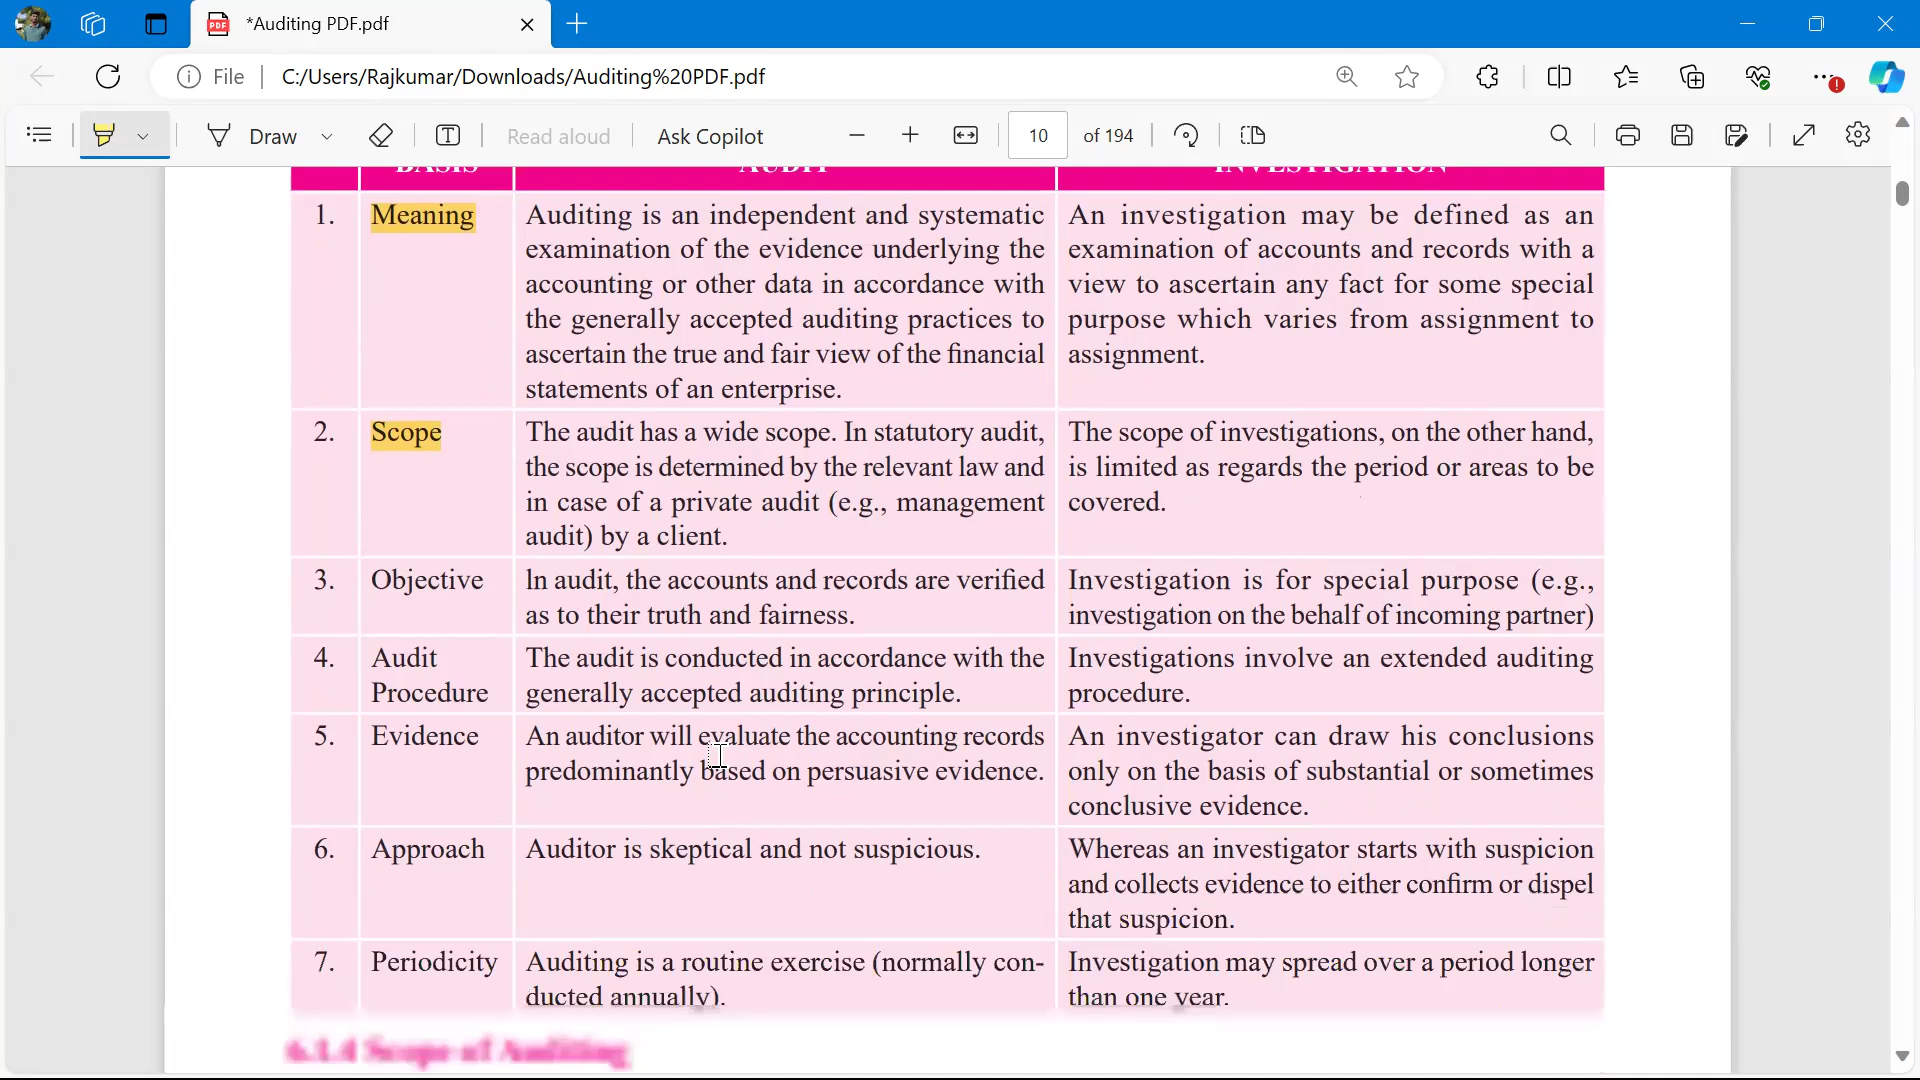 *Auditing PDF.pdf
File
C:/Users/Rajkumar/Downloads/Auditing%20PDF.pdf
Draw
Read aloud
Ask Copilot
10 of 194
BASIS AUDIT INVESTIGATION
1. Meaning
Auditing is an independent and systematic
examination of the evidence underlying the
accounting or other data in accordance with
the generally accepted auditing practices to
ascertain the true and fair view of the financial
statements of an enterprise.
An investigation may be defined as an
examination of accounts and records with a
view to ascertain any fact for some special
purpose which varies from assignment to
assignment.
2. Scope
The audit has a wide scope. In statutory audit,
the scope is determined by the relevant law and
in case of a private audit (e.g., management
audit) by a client.
The scope of investigations, on the other hand,
is limited as regards the period or areas to be
covered.
3. Objective
In audit, the accounts and records are verified
as to their truth and fairness.
Investigation is for special purpose (e.g.,
investigation on the behalf of incoming partner)
4. Audit
Procedure
The audit is conducted in accordance with the
generally accepted auditing principle.
Investigations involve an extended auditing
procedure.
5. Evidence
An auditor will evaluate the accounting records
predominantly based on persuasive evidence.
An investigator can draw his conclusions
only on the basis of substantial or sometimes
conclusive evidence.
6. Approach
Auditor is skeptical and not suspicious.
Whereas an investigator starts with suspicion
and collects evidence to either confirm or dispel
that suspicion.
7. Periodicity
Auditing is a routine exercise (normally con-
ducted annually).
Investigation may spread over a period longer
than one year.
6.1.4 Scope of Auditing